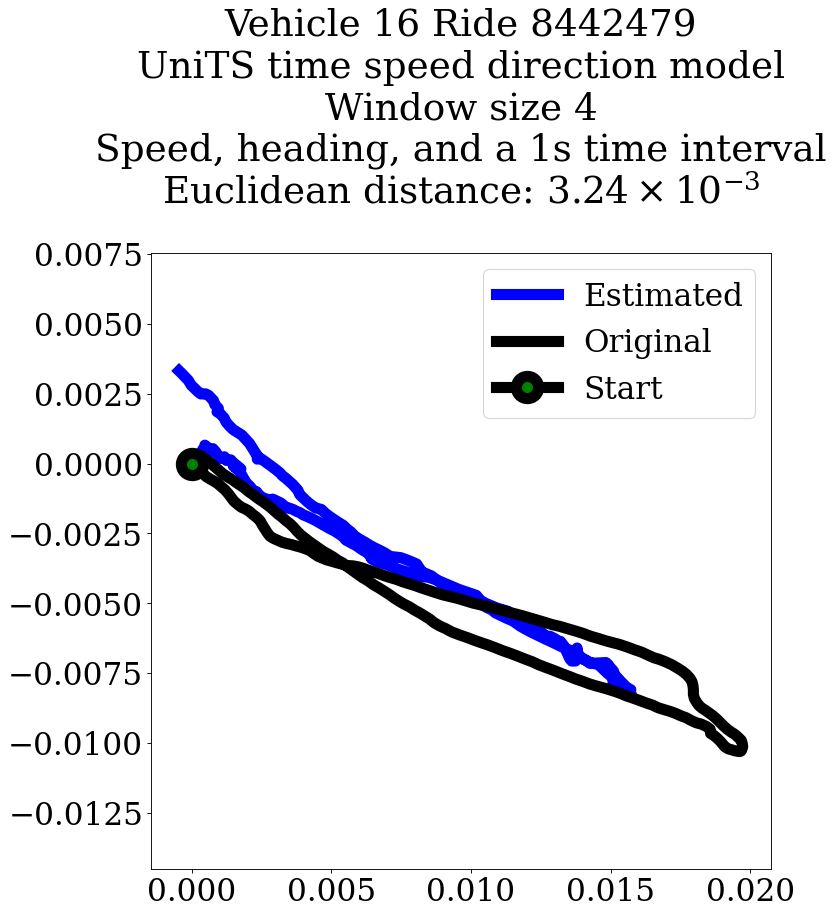 Vehicle 16 Ride 8442479
UniTS time speed direction model
Window size 4
Speed, heading, and a 1s time interval
Euclidean distance: 3.24 × 10⁻³
0.0075
0.0050
0.0025
0.0000
−0.0025
−0.0050
−0.0075
−0.0100
−0.0125
Estimated
Original
Start
0.000 0.005 0.010 0.015 0.020